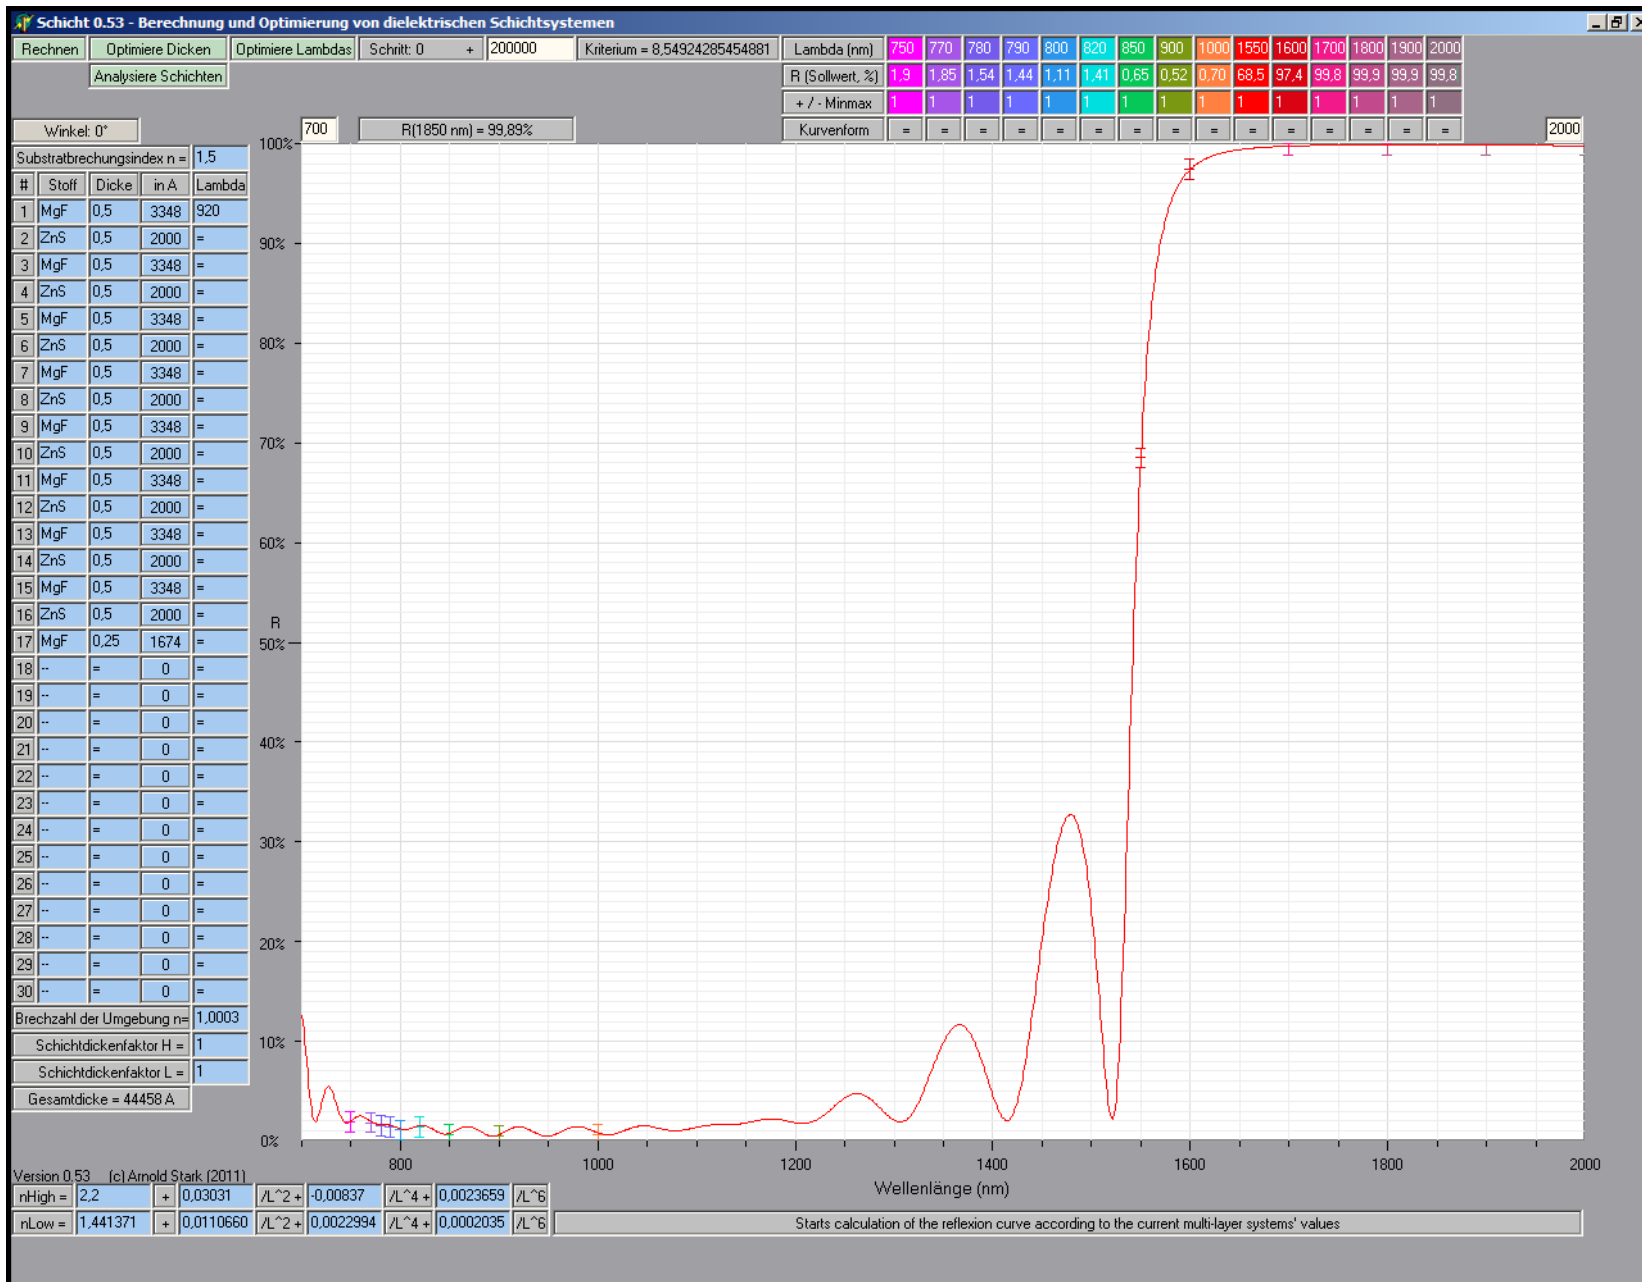 Schicht 0.53 - Berechnung und Optimierung von dielektrischen Schichtsystemen
Rechnen Optimiere Dicken Optimiere Lambdas Schritt: 0 + 200000 Kriterium = 8,54924285454881 Lambda (nm) 750 770 780 790 800 820 850 900 1000 1550 1600 1700 1800 1900 2000
Analysiere Schichten R (Sollwert, %) 1,9 1,85 1,54 1,44 1,11 1,41 0,65 0,52 0,70 68,5 97,4 99,8 99,9 99,9 99,8
+ / - Minmax 1 1 1 1 1 1 1 1 1 1 1 1 1 1 1
Winkel: 0° 700 R(1850 nm) = 99,89% Kurvenform = = = = = = = = = = = = = = = 2000
Substratbrechungsindex n = 1,5
# Stoff Dicke in A Lambda
1 MgF 0,5 3348 920
2 ZnS 0,5 2000 =
3 MgF 0,5 3348 =
4 ZnS 0,5 2000 =
5 MgF 0,5 3348 =
6 ZnS 0,5 2000 =
7 MgF 0,5 3348 =
8 ZnS 0,5 2000 =
9 MgF 0,5 3348 =
10 ZnS 0,5 2000 =
11 MgF 0,5 3348 =
12 ZnS 0,5 2000 =
13 MgF 0,5 3348 =
14 ZnS 0,5 2000 =
15 MgF 0,5 3348 =
16 ZnS 0,5 2000 =
17 MgF 0,25 1674 =
18 -- = 0 =
19 -- = 0 =
20 -- = 0 =
21 -- = 0 =
22 -- = 0 =
23 -- = 0 =
24 -- = 0 =
25 -- = 0 =
26 -- = 0 =
27 -- = 0 =
28 -- = 0 =
29 -- = 0 =
30 -- = 0 =
Brechzahl der Umgebung n= 1,0003
Schichtdickenfaktor H = 1
Schichtdickenfaktor L = 1
Gesamtdicke = 44458 A
100%
90%
80%
70%
60%
R
50%
40%
30%
20%
10%
0%
800 1000 1200 1400 1600 1800 2000
Wellenlänge (nm)
Version 0.53 (c) Arnold Stark (2011)
nHigh = 2,2 + 0,03031 /L^2 + -0,00837 /L^4 + 0,0023659 /L^6
nLow = 1,441371 + 0,0110660 /L^2 + 0,0022994 /L^4 + 0,0002035 /L^6 Starts calculation of the reflexion curve according to the current multi-layer systems' values